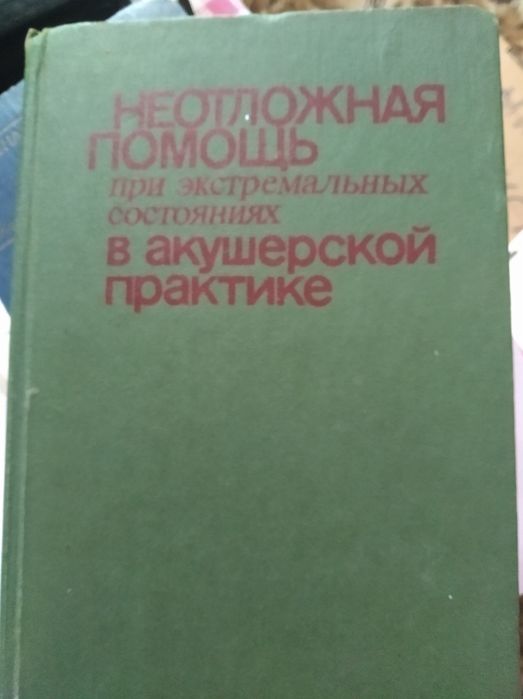 НЕОТЛОЖНАЯ
ПОМОЩЬ
при экстремальных
состояниях
в акушерской
практике